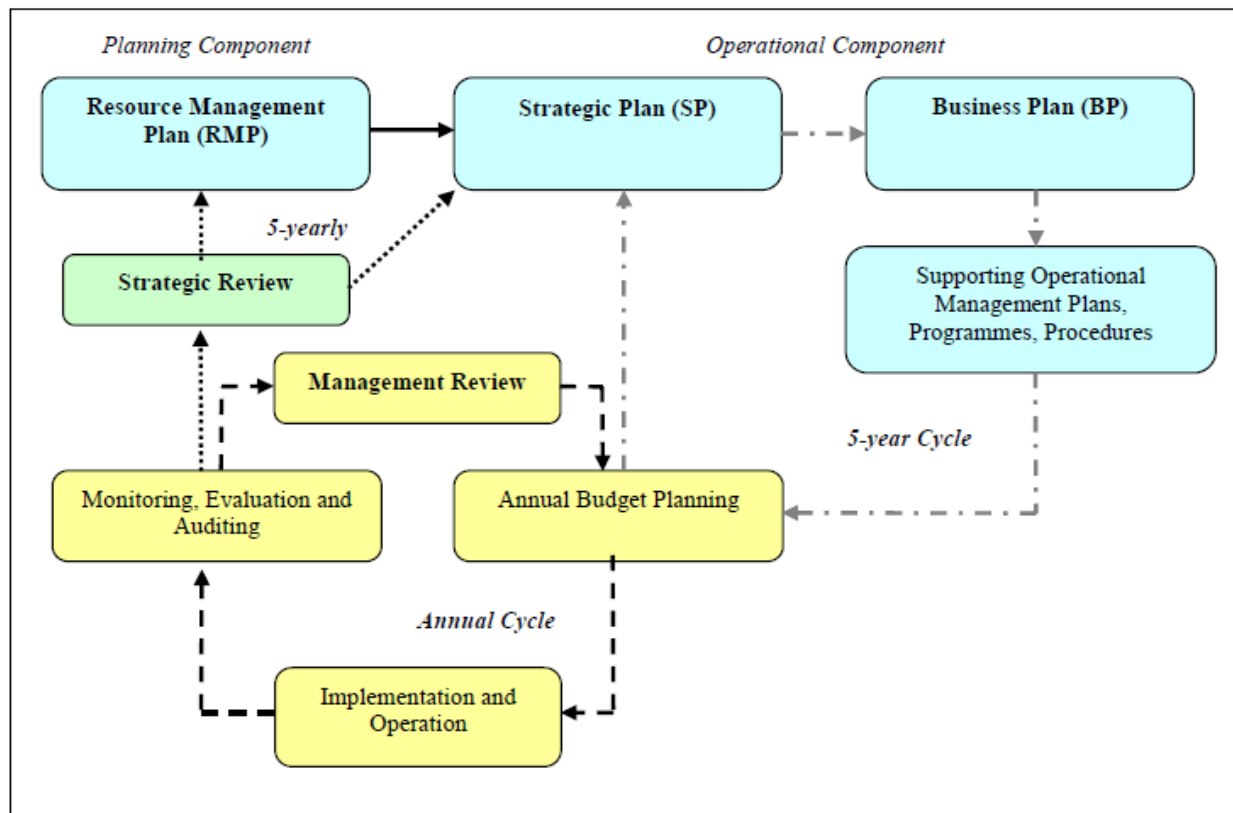 Planning Component
Operational Component
Resource Management
Plan (RMP)
Strategic Plan (SP)
Business Plan (BP)
5-yearly
Strategic Review
Supporting Operational
Management Plans,
Programmes, Procedures
Management Review
5-year Cycle
Monitoring, Evaluation and
Auditing
Annual Budget Planning
Annual Cycle
Implementation and
Operation